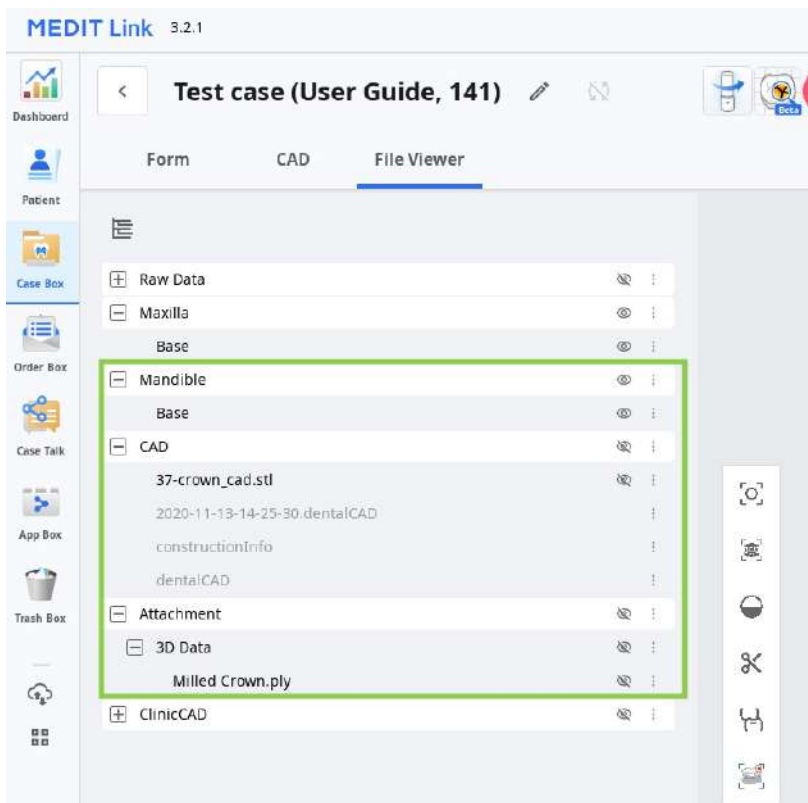 MEDIT Link 3.2.1
Dashboard
Patient
Case Box
Order Box
Case Talk
App Box
Trash Box
Test case (User Guide, 141)
Beta
Form CAD File Viewer
Raw Data
Maxilla
Base
Mandible
Base
CAD
37-crown_cad.stl
2020-11-13-14-25-30.dentalCAD
constructionInfo
dentalCAD
Attachment
3D Data
Milled Crown.ply
ClinicCAD